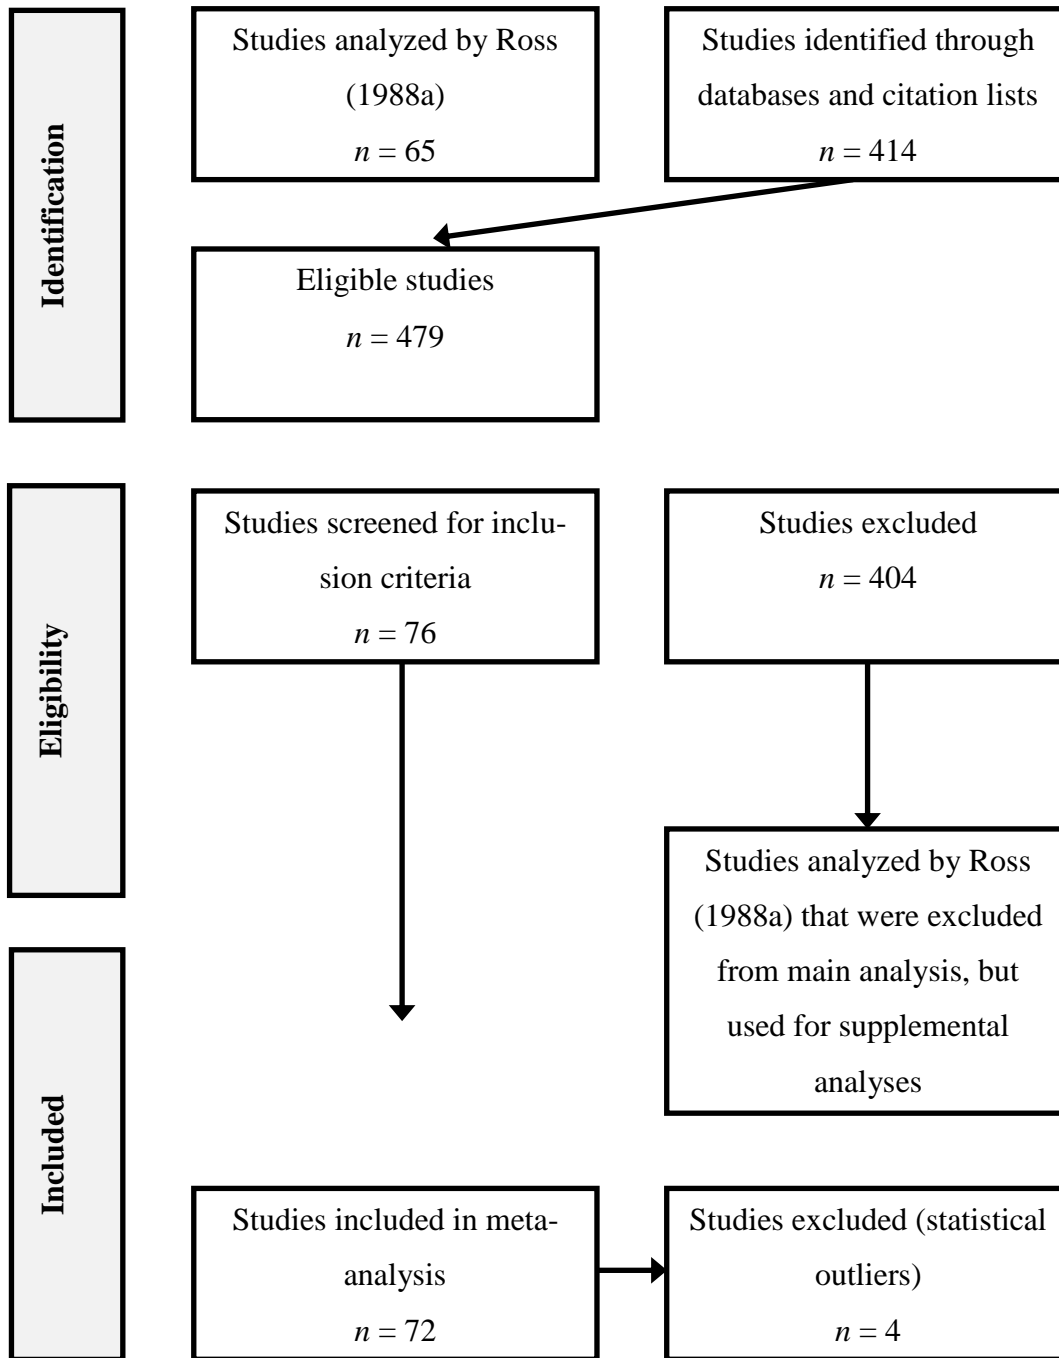 Identification
Studies analyzed by Ross
(1988a)
n = 65
Studies identified through
databases and citation lists
n = 414
Eligible studies
n = 479
Eligibility
Studies screened for inclu-
sion criteria
n = 76
Studies excluded
n = 404
Studies analyzed by Ross
(1988a) that were excluded
from main analysis, but
used for supplemental
analyses
Included
Studies included in meta-
analysis
n = 72
Studies excluded (statistical
outliers)
n = 4